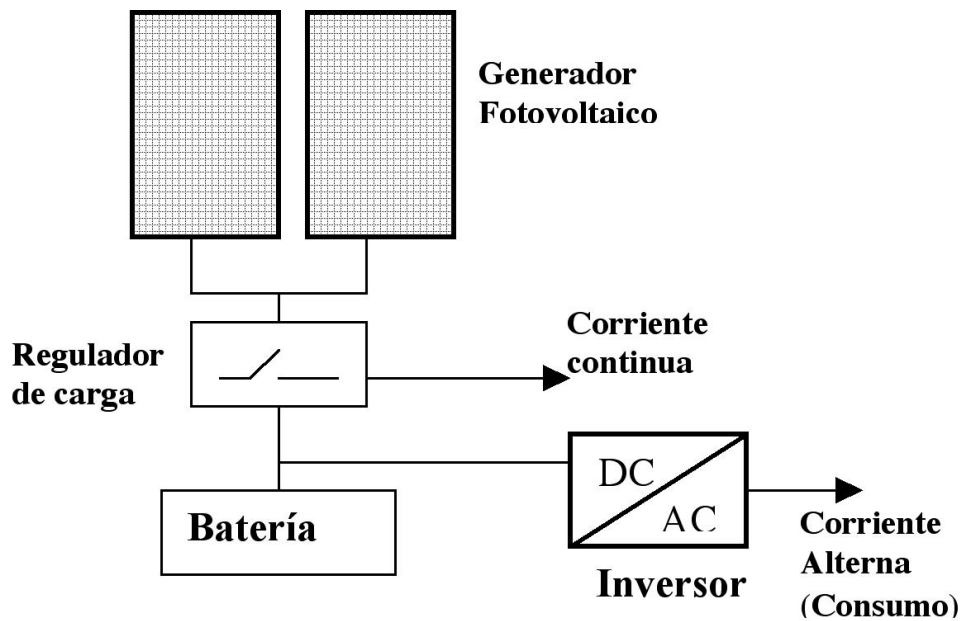 Generador
Fotovoltaico
Corriente
continua
Regulador
de carga
DC
AC
Batería
Inversor
Corriente
Alterna
(Consumo)